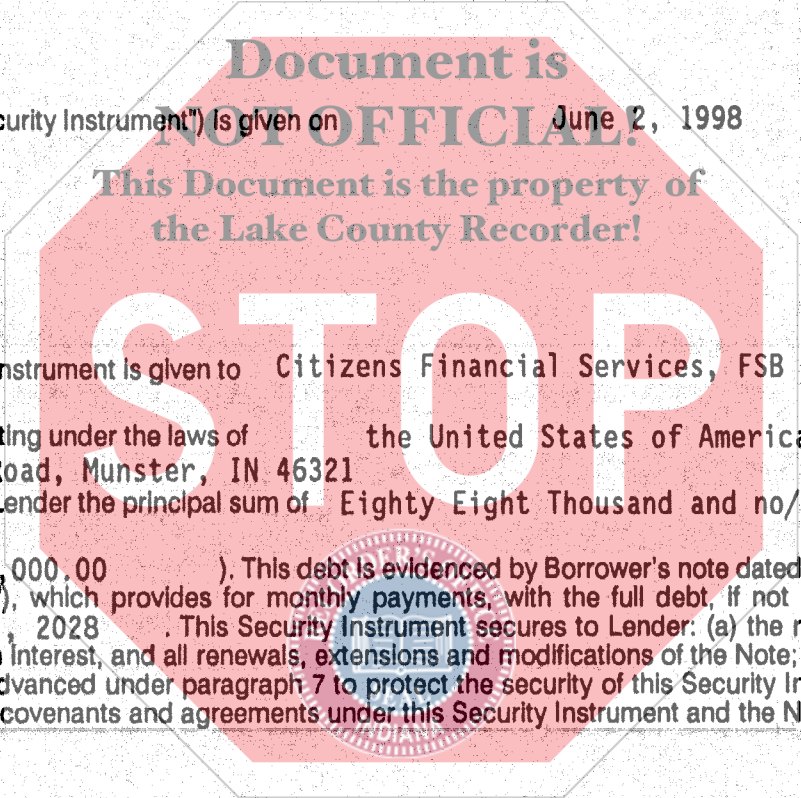 Document is
NOT OFFICIAL!
curity Instrument") is given on June 2, 1998
This Document is the property of
the Lake County Recorder!
STOP
nstrument is given to Citizens Financial Services, FSB
ting under the laws of the United States of America
oad, Munster, IN 46321
Lender the principal sum of Eighty Eight Thousand and no/
,000.00 ). This debt is evidenced by Borrower's note dated
), which provides for monthly payments, with the full debt, if not
, 2028 . This Security Instrument secures to Lender: (a) the r
Interest, and all renewals, extensions and modifications of the Note;
dvanced under paragraph 7 to protect the security of this Security In
covenants and agreements under this Security Instrument and the N
INDIANA